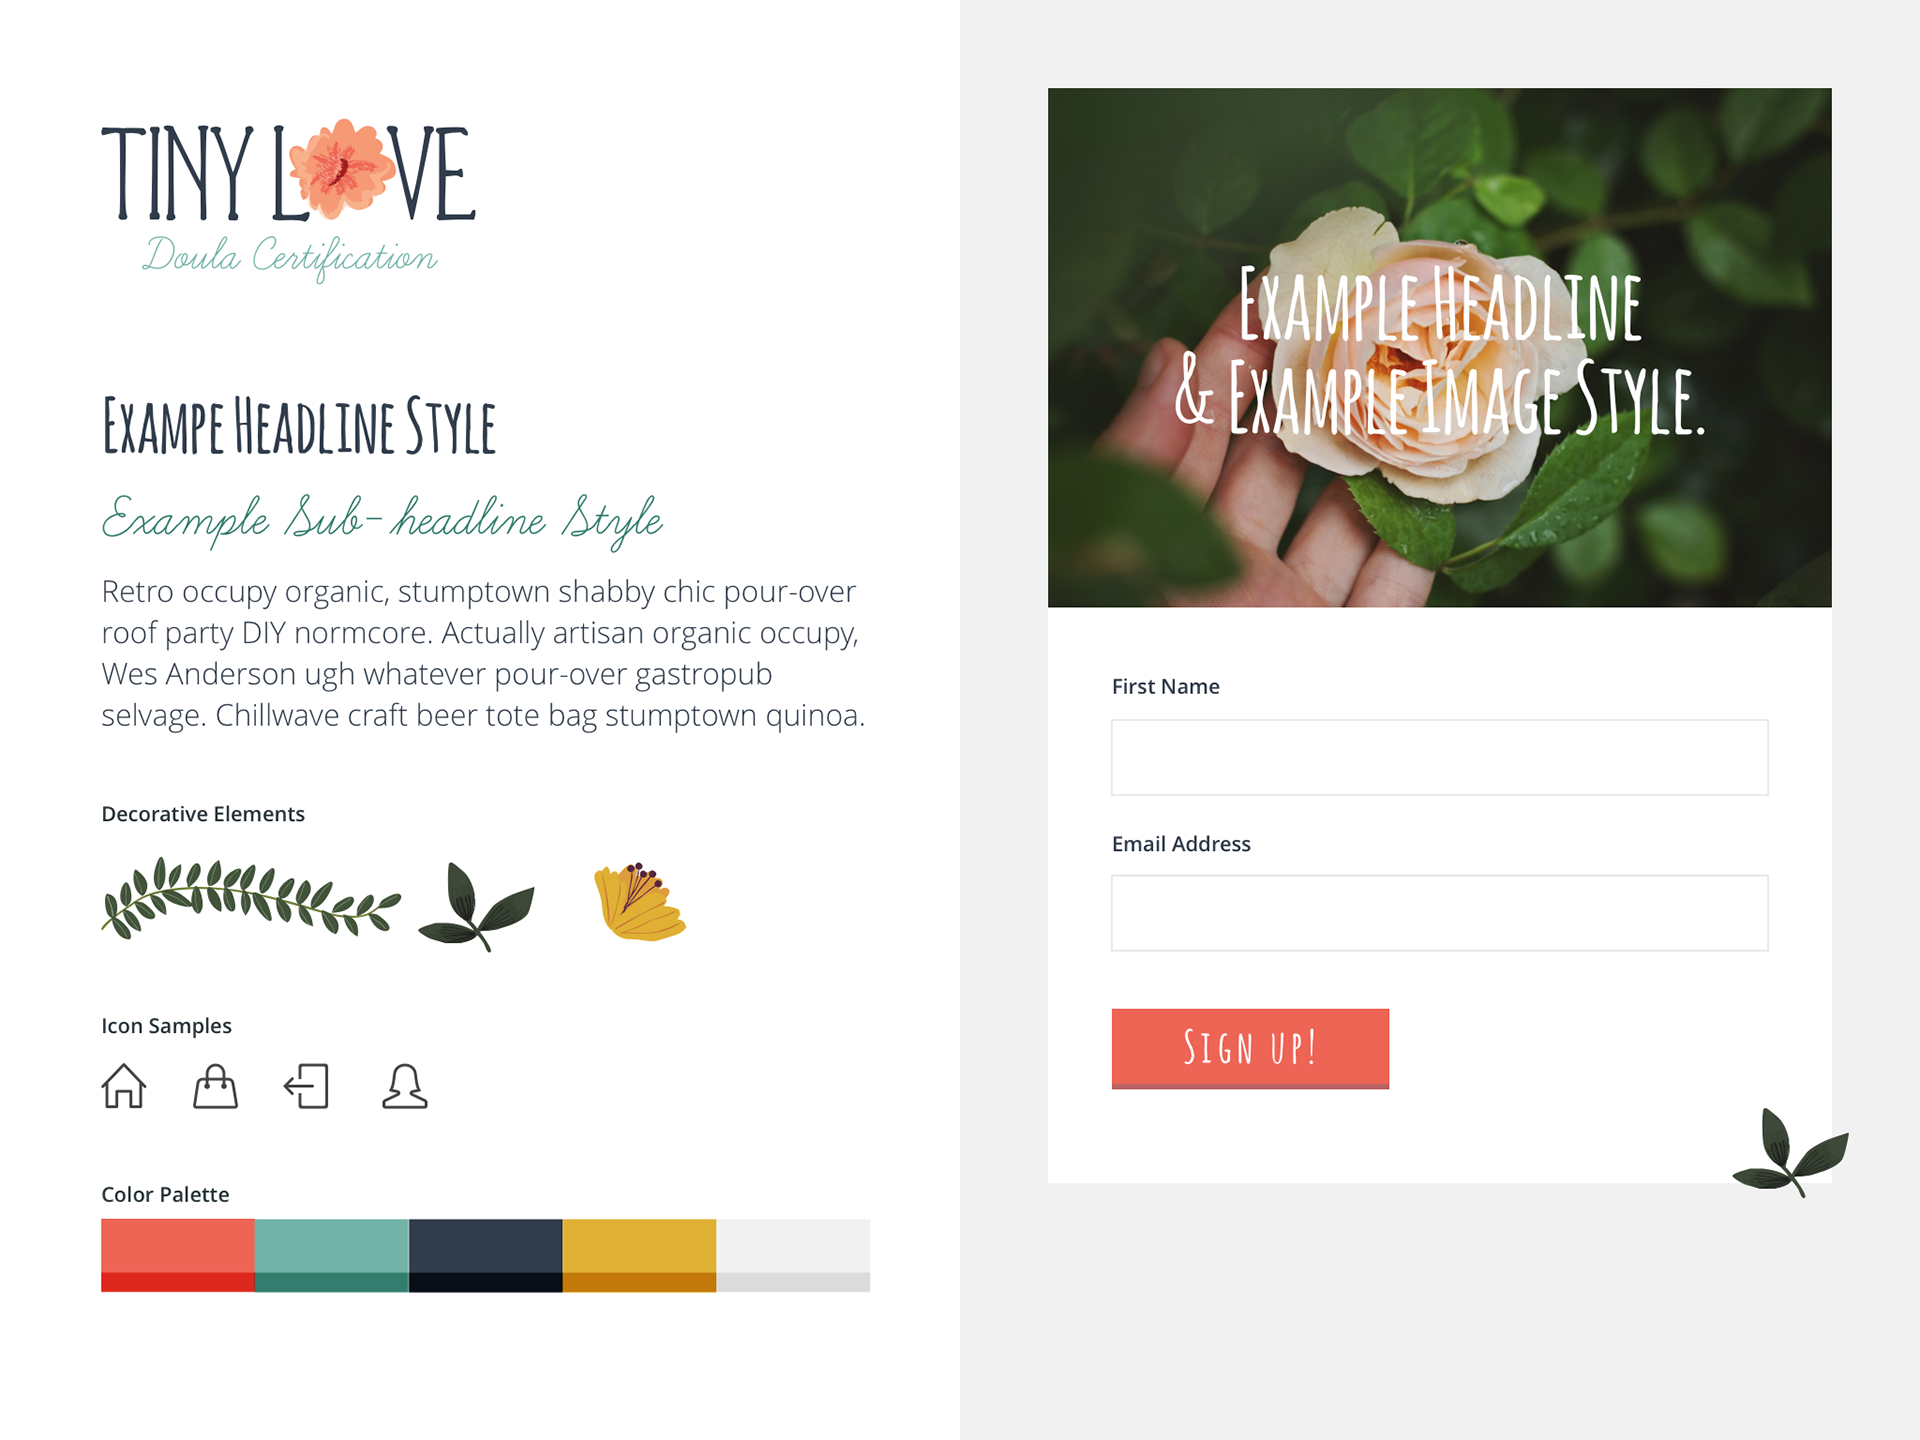 TINY LOVE
Doula Certification
Exampe Headline Style
Example Sub-headline Style
Retro occupy organic, stumptown shabby chic pour-over
roof party DIY normcore. Actually artisan organic occupy,
Wes Anderson ugh whatever pour-over gastropub
selvage. Chillwave craft beer tote bag stumptown quinoa.
Decorative Elements
Icon Samples
Color Palette
Example Headline
& Example Image Style.
First Name
Email Address
Sign up!